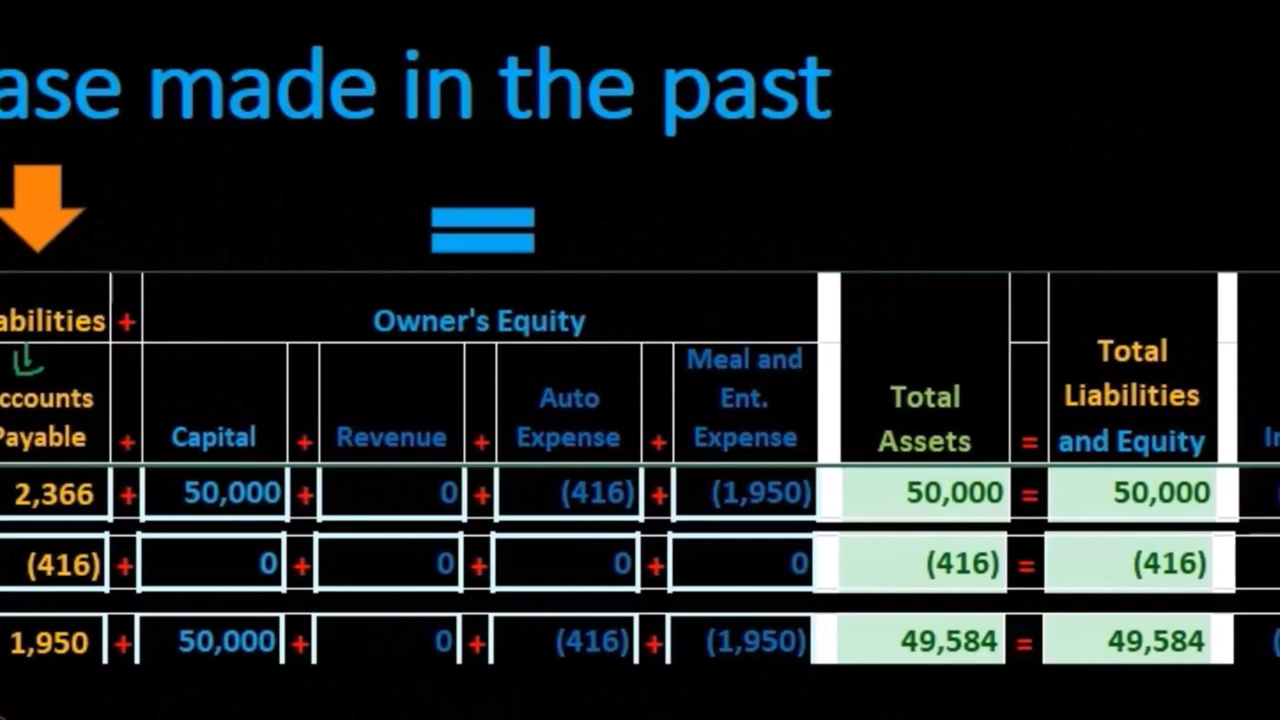 ase made in the past
abilities + Owner's Equity
ccounts Payable + Capital + Revenue + Auto Expense + Meal and Ent. Expense Total Assets = Total Liabilities and Equity
2,366 + 50,000 + 0 + (416) + (1,950) 50,000 = 50,000
(416) + 0 + 0 + 0 + 0 (416) = (416)
1,950 + 50,000 + 0 + (416) + (1,950) 49,584 = 49,584